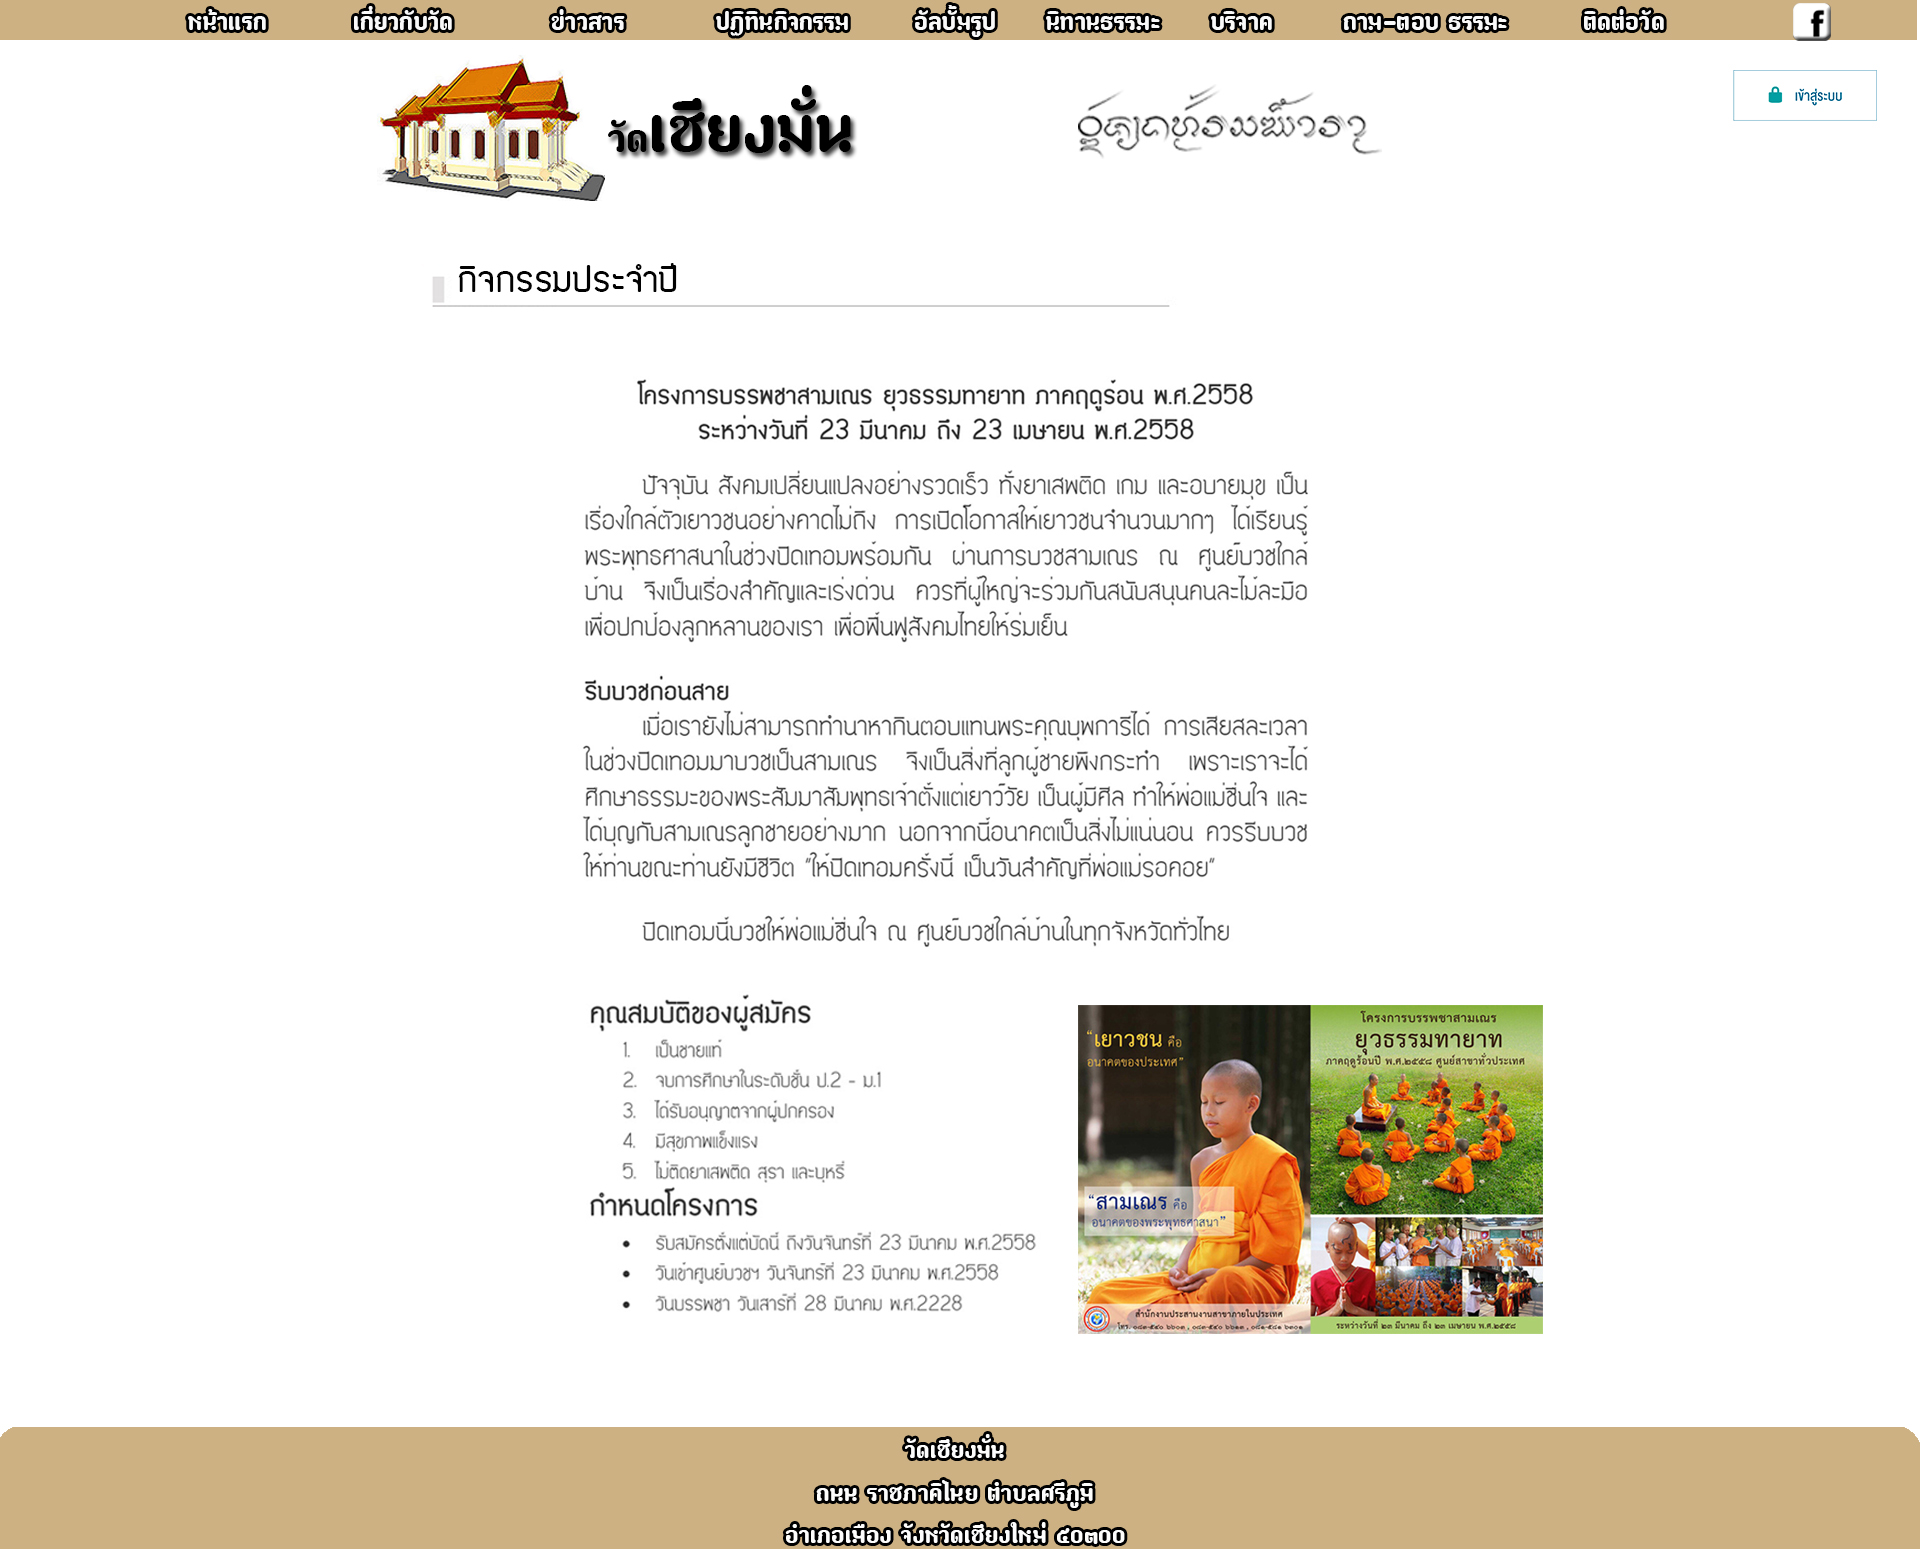 หน้าแรก เกี่ยวกับวัด ข่าวสาร ปฏิทินกิจกรรม อัลบั้มรูป นิทานธรรมะ บริจาค ถาม-ตอบ ธรรมะ ติดต่อวัด f
เข้าสู่ระบบ
วัดเชียงมั่น
กิจกรรมประจำปี
โครงการบรรพชาสามเณร ยุวธรรมทายาท ภาคฤดูร้อน พ.ศ.2558
ระหว่างวันที่ 23 มีนาคม ถึง 23 เมษายน พ.ศ.2558
ปัจจุบัน สังคมเปลี่ยนแปลงอย่างรวดเร็ว ทั้งยาเสพติด เกม และอบายมุข เป็น
เรื่องใกล้ตัวเยาวชนอย่างคาดไม่ถึง การเปิดโอกาสให้เยาวชนจำนวนมากๆ ได้เรียนรู้
พระพุทธศาสนาในช่วงปิดเทอมพร้อมกัน ผ่านการบวชสามเณร ณ ศูนย์บวชใกล้
บ้าน จึงเป็นเรื่องสำคัญและเร่งด่วน ควรที่ผู้ใหญ่จะร่วมกันสนับสนุนคนละไม้ละมือ
เพื่อปกป้องลูกหลานของเรา เพื่อฟื้นฟูสังคมไทยให้ร่มเย็น
รีบบวชก่อนสาย
เมื่อเรายังไม่สามารถทำนาหากินตอบแทนพระคุณบุพการีได้ การเสียสละเวลา
ในช่วงปิดเทอมมาบวชเป็นสามเณร จึงเป็นสิ่งที่ลูกผู้ชายพึงกระทำ เพราะเราจะได้
ศึกษาธรรมะของพระสัมมาสัมพุทธเจ้าตั้งแต่เยาว์วัย เป็นผู้มีศีล ทำให้พ่อแม่ชื่นใจ และ
ได้บุญกับสามเณรลูกชายอย่างมาก นอกจากนี้อนาคตเป็นสิ่งไม่แน่นอน ควรรีบบวช
ให้ท่านขณะท่านยังมีชีวิต "ให้ปิดเทอมครั้งนี้ เป็นวันสำคัญที่พ่อแม่รอคอย"
ปิดเทอมนี้บวชให้พ่อแม่ชื่นใจ ณ ศูนย์บวชใกล้บ้านในทุกจังหวัดทั่วไทย
คุณสมบัติของผู้สมัคร
1. เป็นชายแท้
2. จบการศึกษาในระดับชั้น ป.2 - ม.1
3. ได้รับอนุญาตจากผู้ปกครอง
4. มีสุขภาพแข็งแรง
5. ไม่ติดยาเสพติด สุรา และบุหรี่
กำหนดโครงการ
• รับสมัครตั้งแต่บัดนี้ ถึงวันจันทร์ที่ 23 มีนาคม พ.ศ.2558
• วันเข้าศูนย์บวชฯ วันจันทร์ที่ 23 มีนาคม พ.ศ.2558
• วันบรรพชา วันเสาร์ที่ 28 มีนาคม พ.ศ.2228
"เยาวชน คือ
อนาคตของประเทศ"
"สามเณร คือ
อนาคตของพระพุทธศาสนา"
สำนักงานประสานงานสาขาภายในประเทศ
โครงการบรรพชาสามเณร
ยุวธรรมทายาท
ภาคฤดูร้อนปี พ.ศ.๒๕๕๘ ศูนย์สาขาทั่วประเทศ
ระหว่างวันที่ ๒๓ มีนาคม ถึง ๒๓ เมษายน พ.ศ.๒๕๕๘
วัดเชียงมั่น
ถนน ราชภาคิไนย ตำบลศรีภูมิ
อำเภอเมือง จังหวัดเชียงใหม่ ๕๐๓๐๐